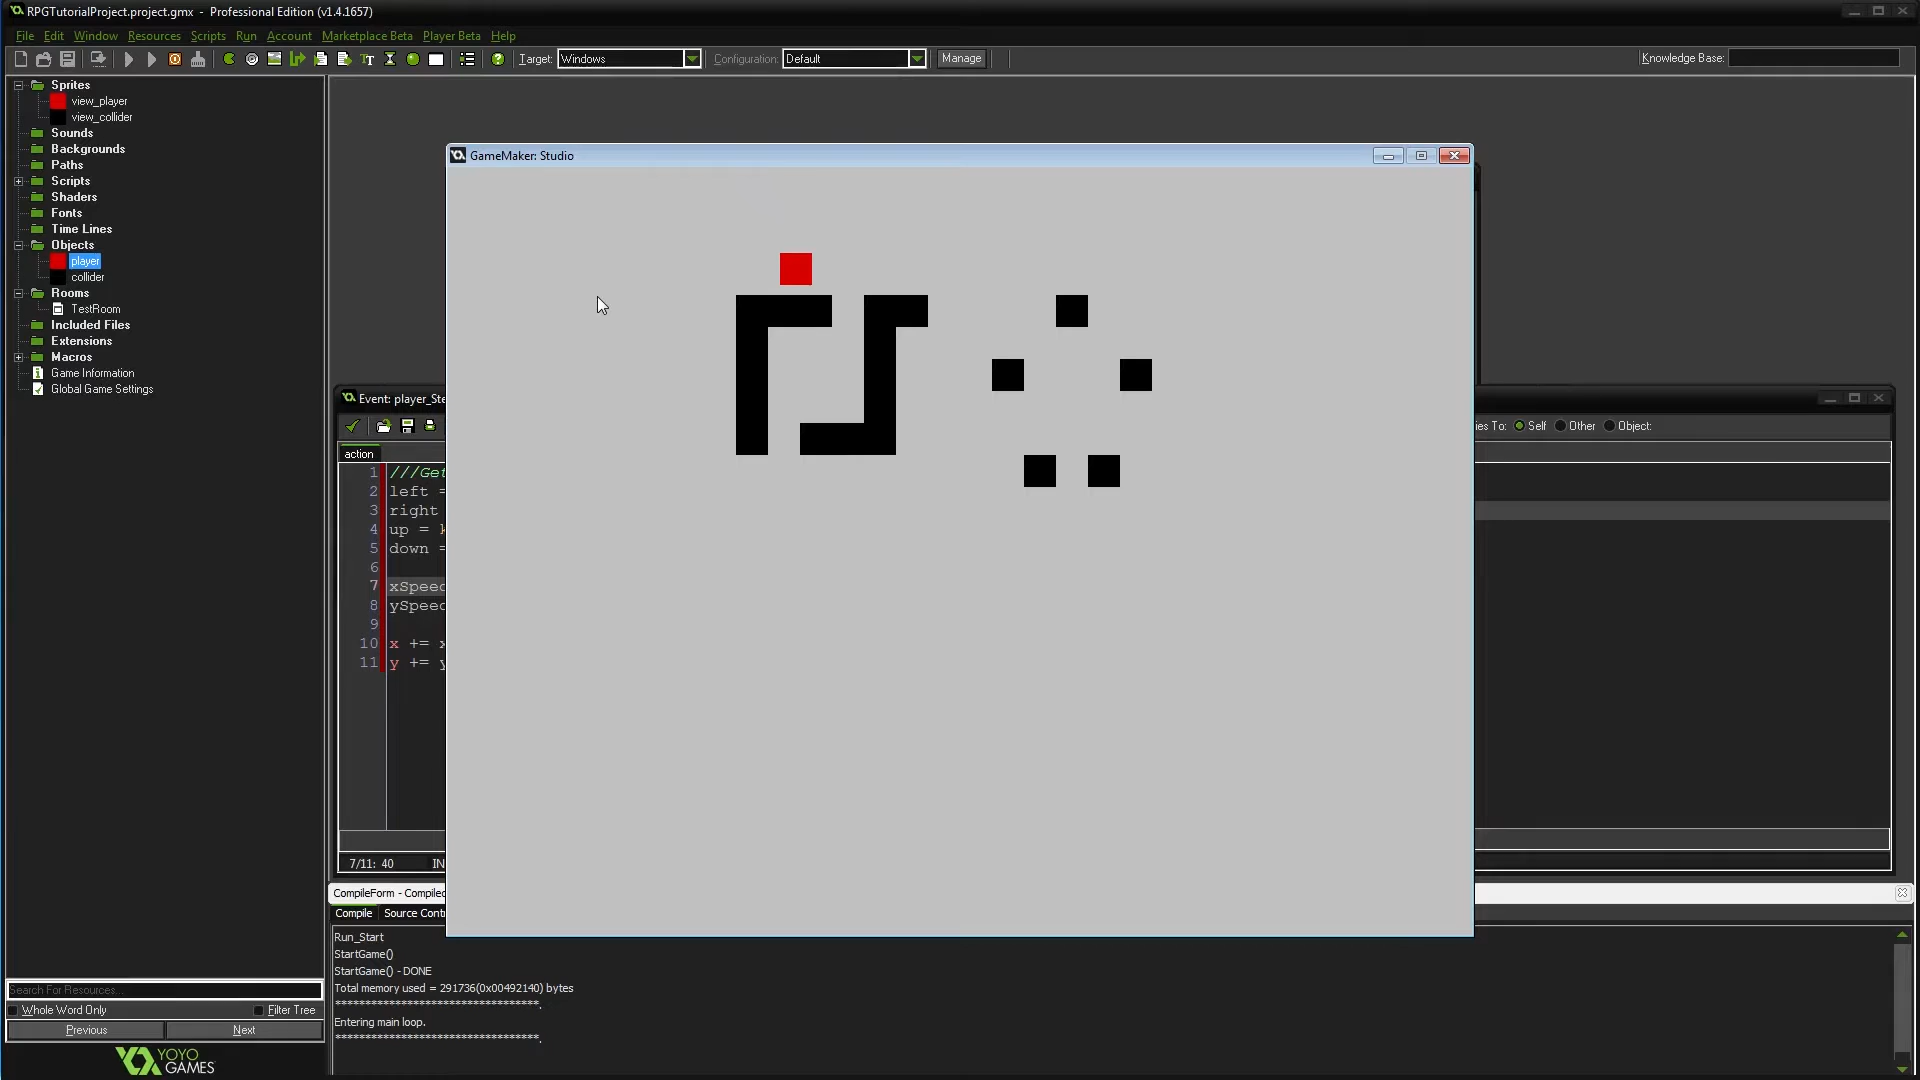 RPGTutorialProject.project.gmx - Professional Edition (v1.4.1657)
File Edit Window Resources Scripts Run Account Marketplace Beta Player Beta Help
Target: Windows Configuration: Default Manage Knowledge Base:
Sprites
view_player
view_collider
Sounds
Backgrounds
Paths
Scripts
Shaders
Fonts
Time Lines
Objects
player
collider
Rooms
TestRoom
Included Files
Extensions
Macros
Game Information
Global Game Settings
Search For Resources...
Whole Word Only Filter Tree
Previous Next
YOYO
GAMES
GameMaker: Studio
Event: player_Ste
ies To: Self Other Object:
action
1 ///Get
2 left =
3 right
4 up = k
5 down =
6
7 xSpeed
8 ySpeed
9
10 x += x
11 y += y
7/11: 40 IN
CompileForm - Compiled
Compile Source Cont
Run_Start
StartGame()
StartGame() - DONE
Total memory used = 291736(0x00492140) bytes
**********************************.
Entering main loop.
**********************************.